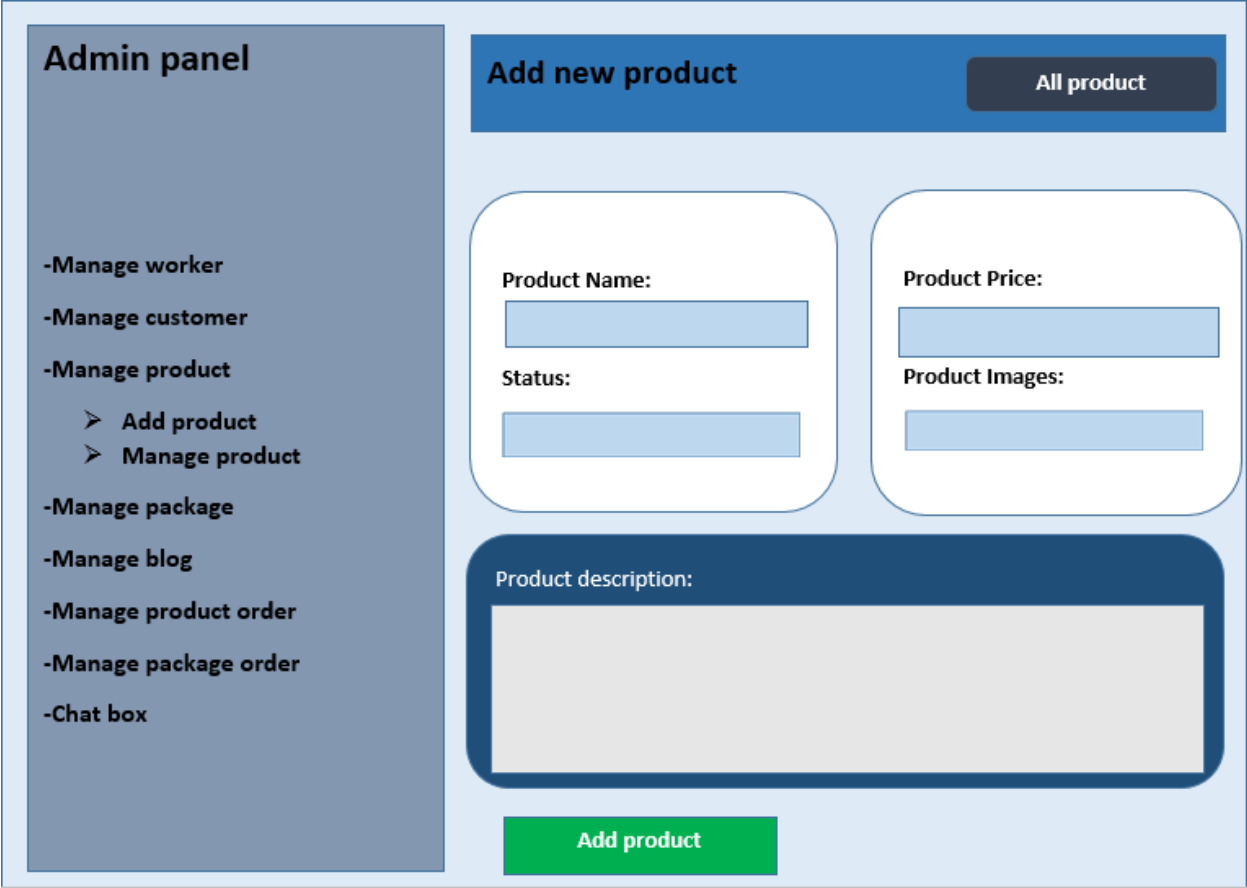 Admin panel
-Manage worker
-Manage customer
-Manage product
➢ Add product
➢ Manage product
-Manage package
-Manage blog
-Manage product order
-Manage package order
-Chat box
Add new product
All product
Product Name:
Status:
Product Price:
Product Images:
Product description:
Add product